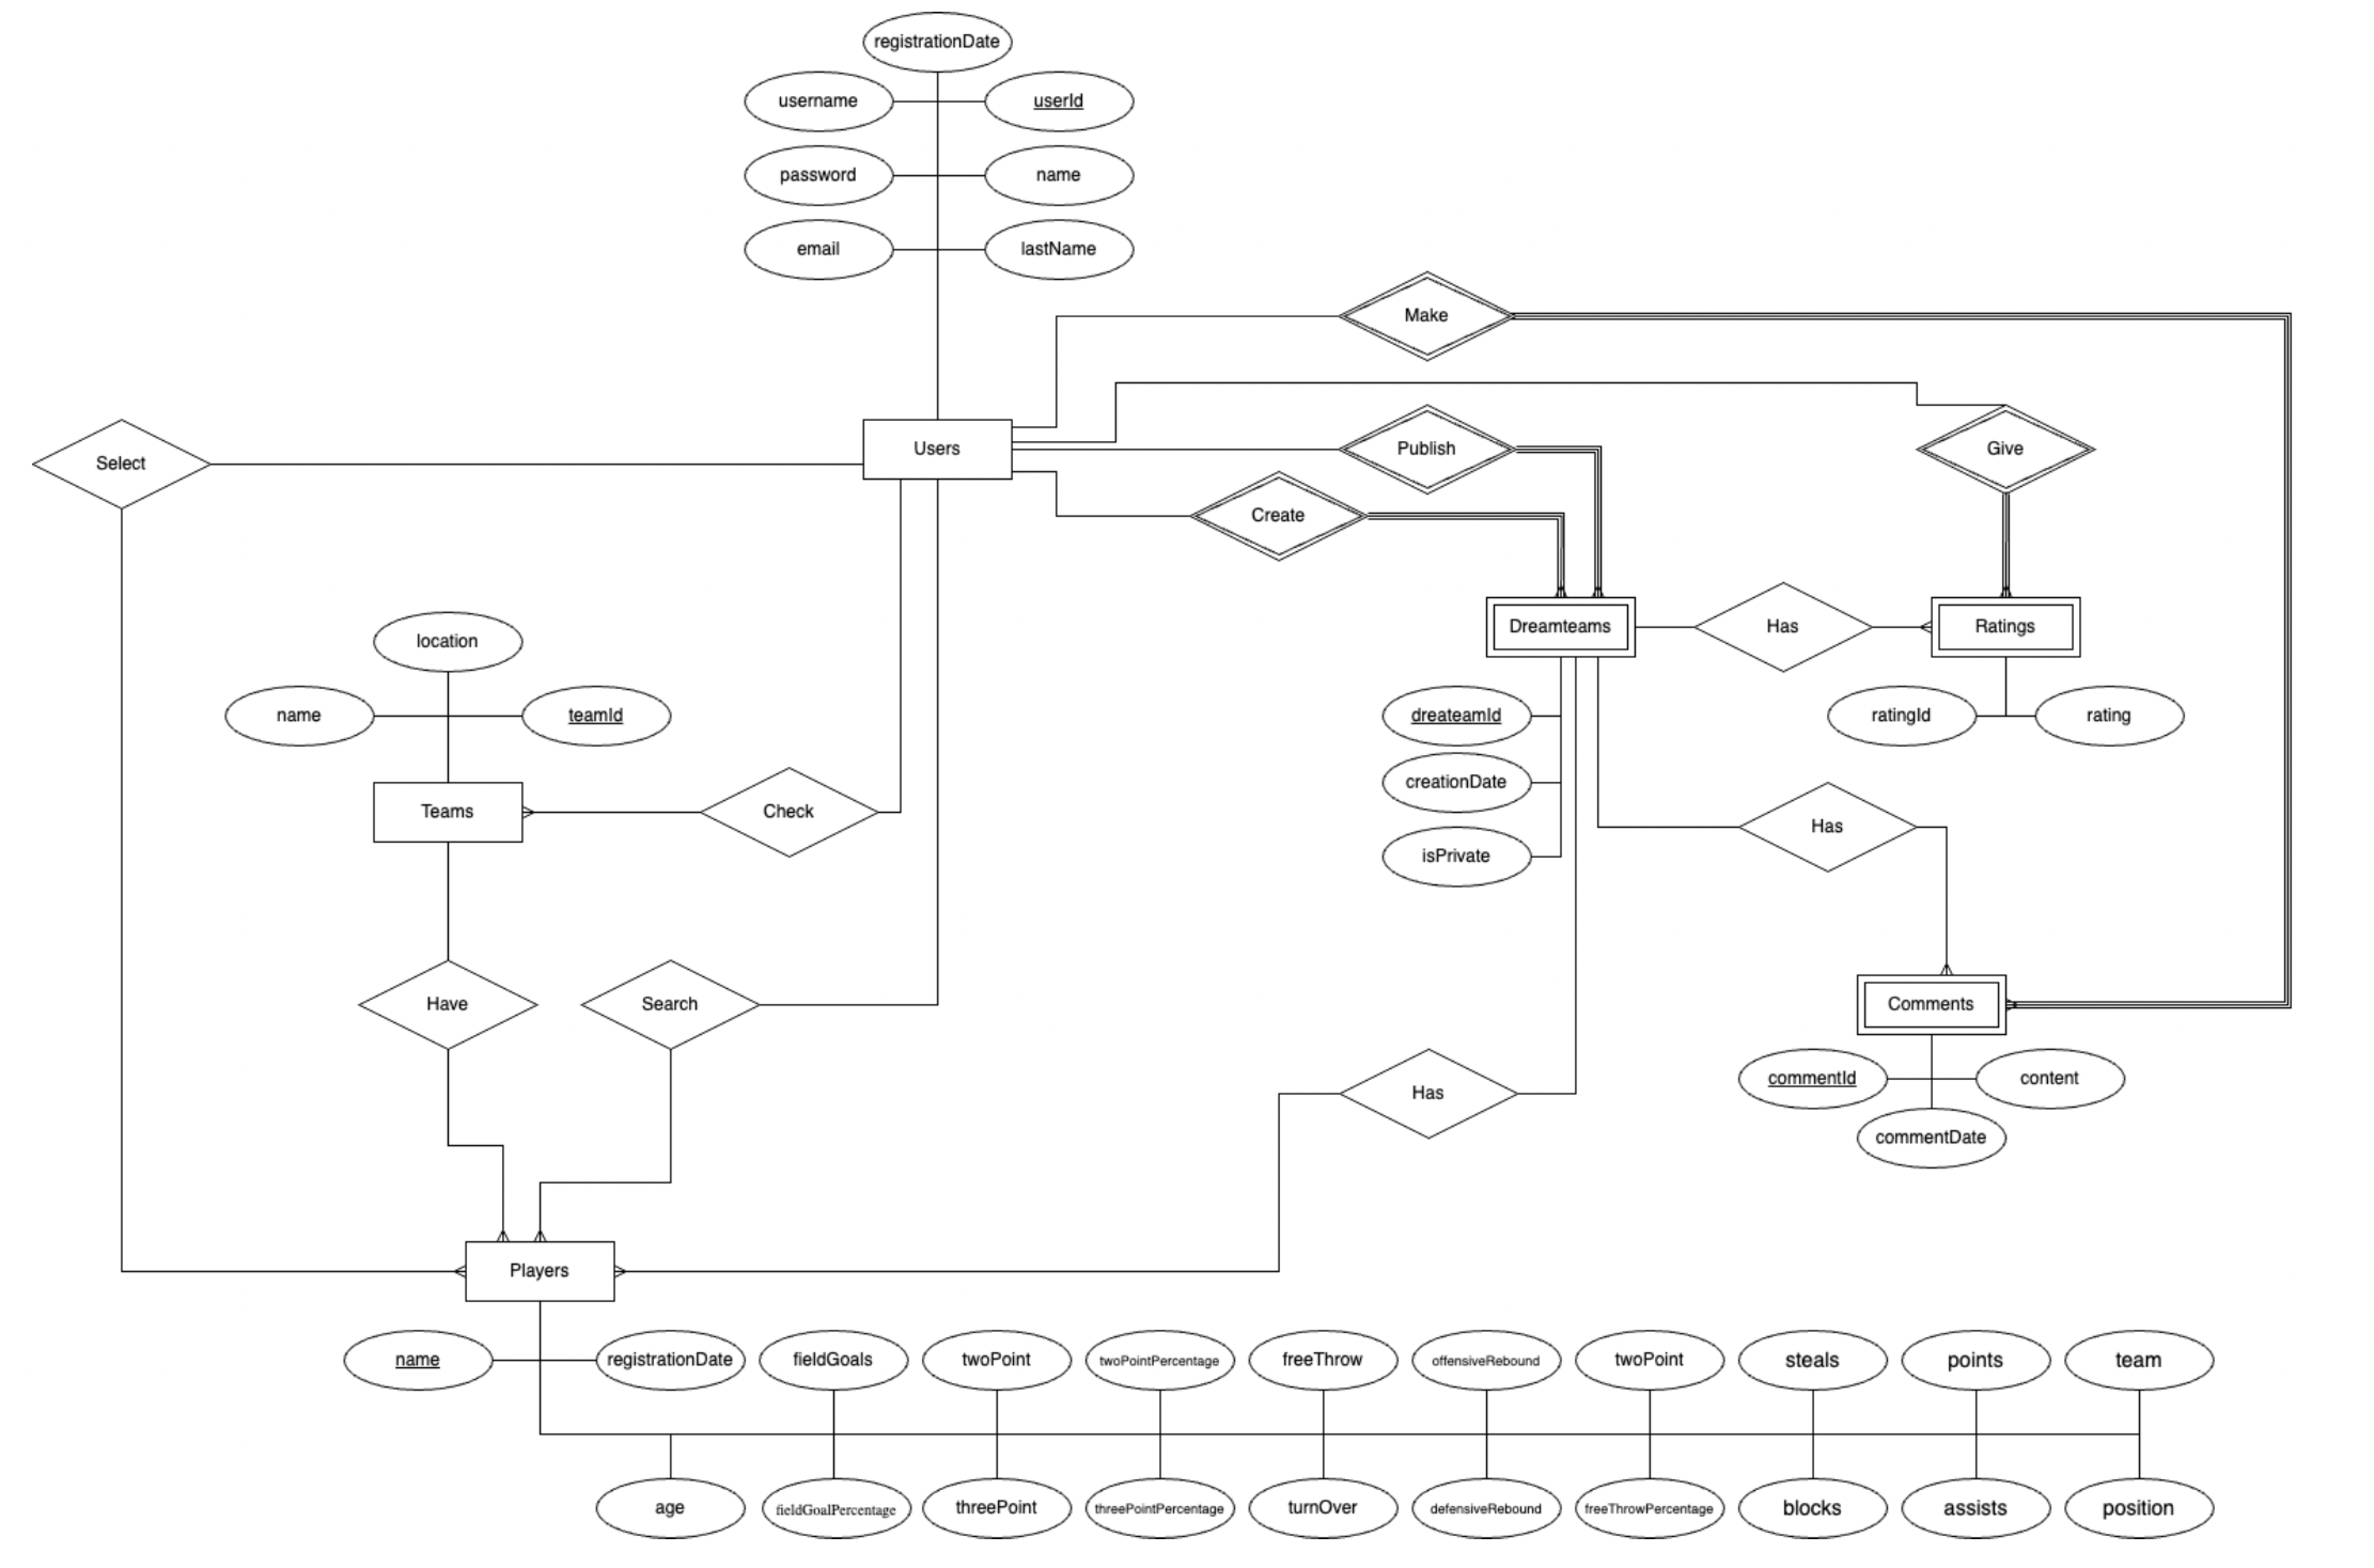 registrationDate
username
userId
password
name
email
lastName
Make
Users
Publish
Give
Select
Create
Dreamteams
Has
Ratings
location
name
teamId
dreateamId
ratingId
rating
creationDate
Teams
Check
Has
isPrivate
Have
Search
Comments
commentId
content
Has
commentDate
Players
name
registrationDate
fieldGoals
twoPoint
twoPointPercentage
freeThrow
offensiveRebound
twoPoint
steals
points
team
age
fieldGoalPercentage
threePoint
threePointPercentage
turnOver
defensiveRebound
freeThrowPercentage
blocks
assists
position